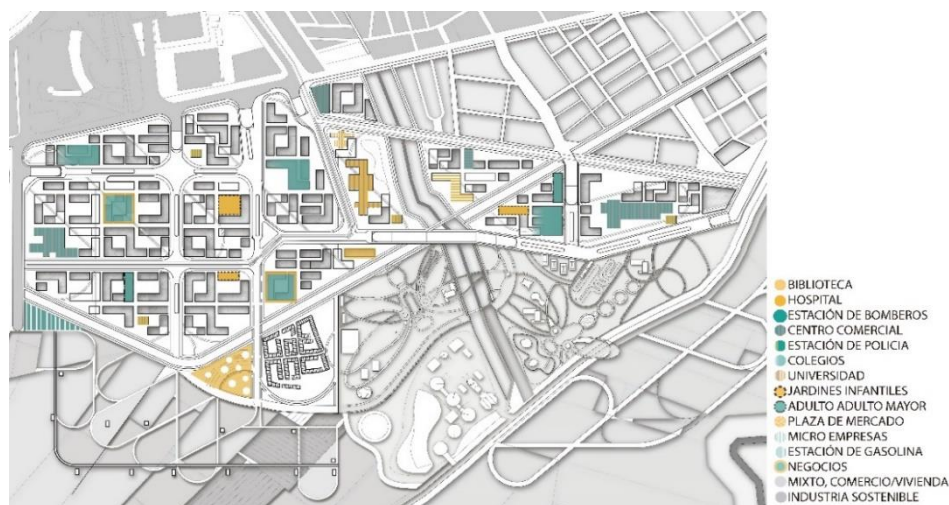 BIBLIOTECA
HOSPITAL
ESTACIÓN DE BOMBEROS
CENTRO COMERCIAL
ESTACIÓN DE POLICIA
COLEGIOS
UNIVERSIDAD
JARDINES INFANTILES
ADULTO ADULTO MAYOR
PLAZA DE MERCADO
MICRO EMPRESAS
ESTACIÓN DE GASOLINA
NEGOCIOS
MIXTO, COMERCIO/VIVIENDA
INDUSTRIA SOSTENIBLE